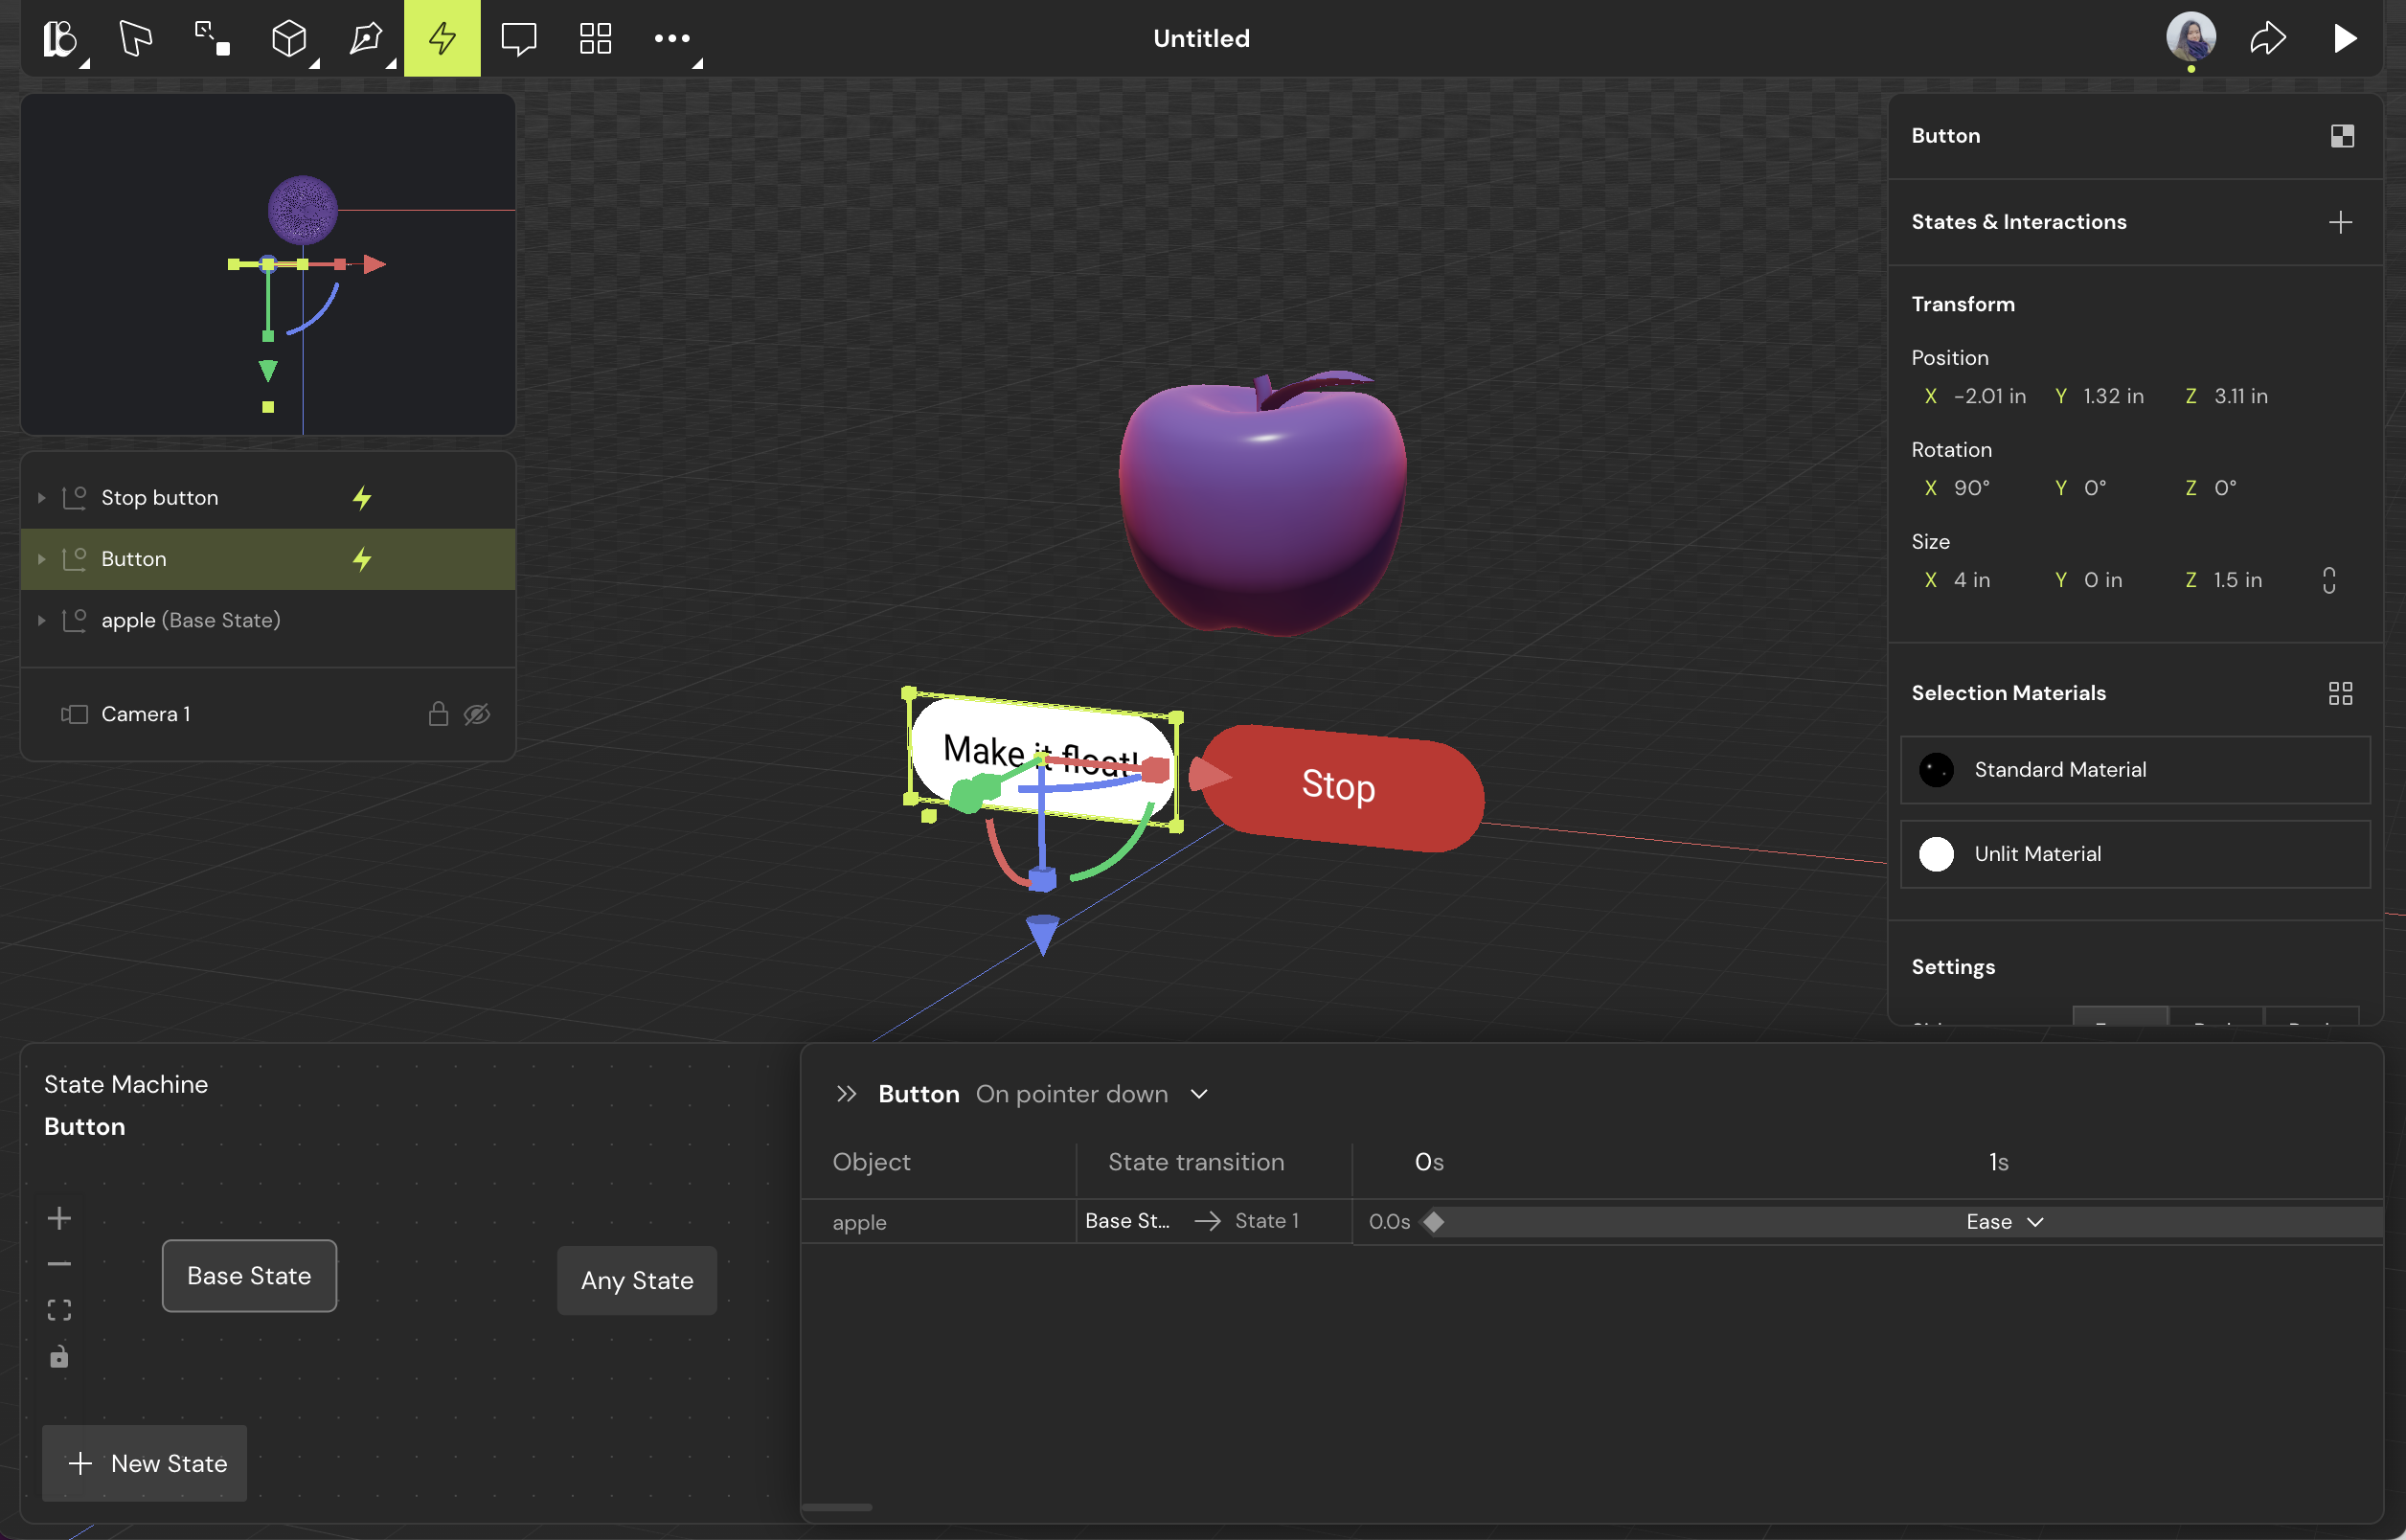 Untitled
Stop button
Button
apple (Base State)
Camera 1
Make it float!
Stop
Button
States & Interactions
Transform
Position
X -2.01 in Y 1.32 in Z 3.11 in
Rotation
X 90° Y 0° Z 0°
Size
X 4 in Y 0 in Z 1.5 in
Selection Materials
Standard Material
Unlit Material
Settings
State Machine
Button
Base State
Any State
New State
Button On pointer down
Object State transition 0s 1s
apple Base St... → State 1 0.0s Ease